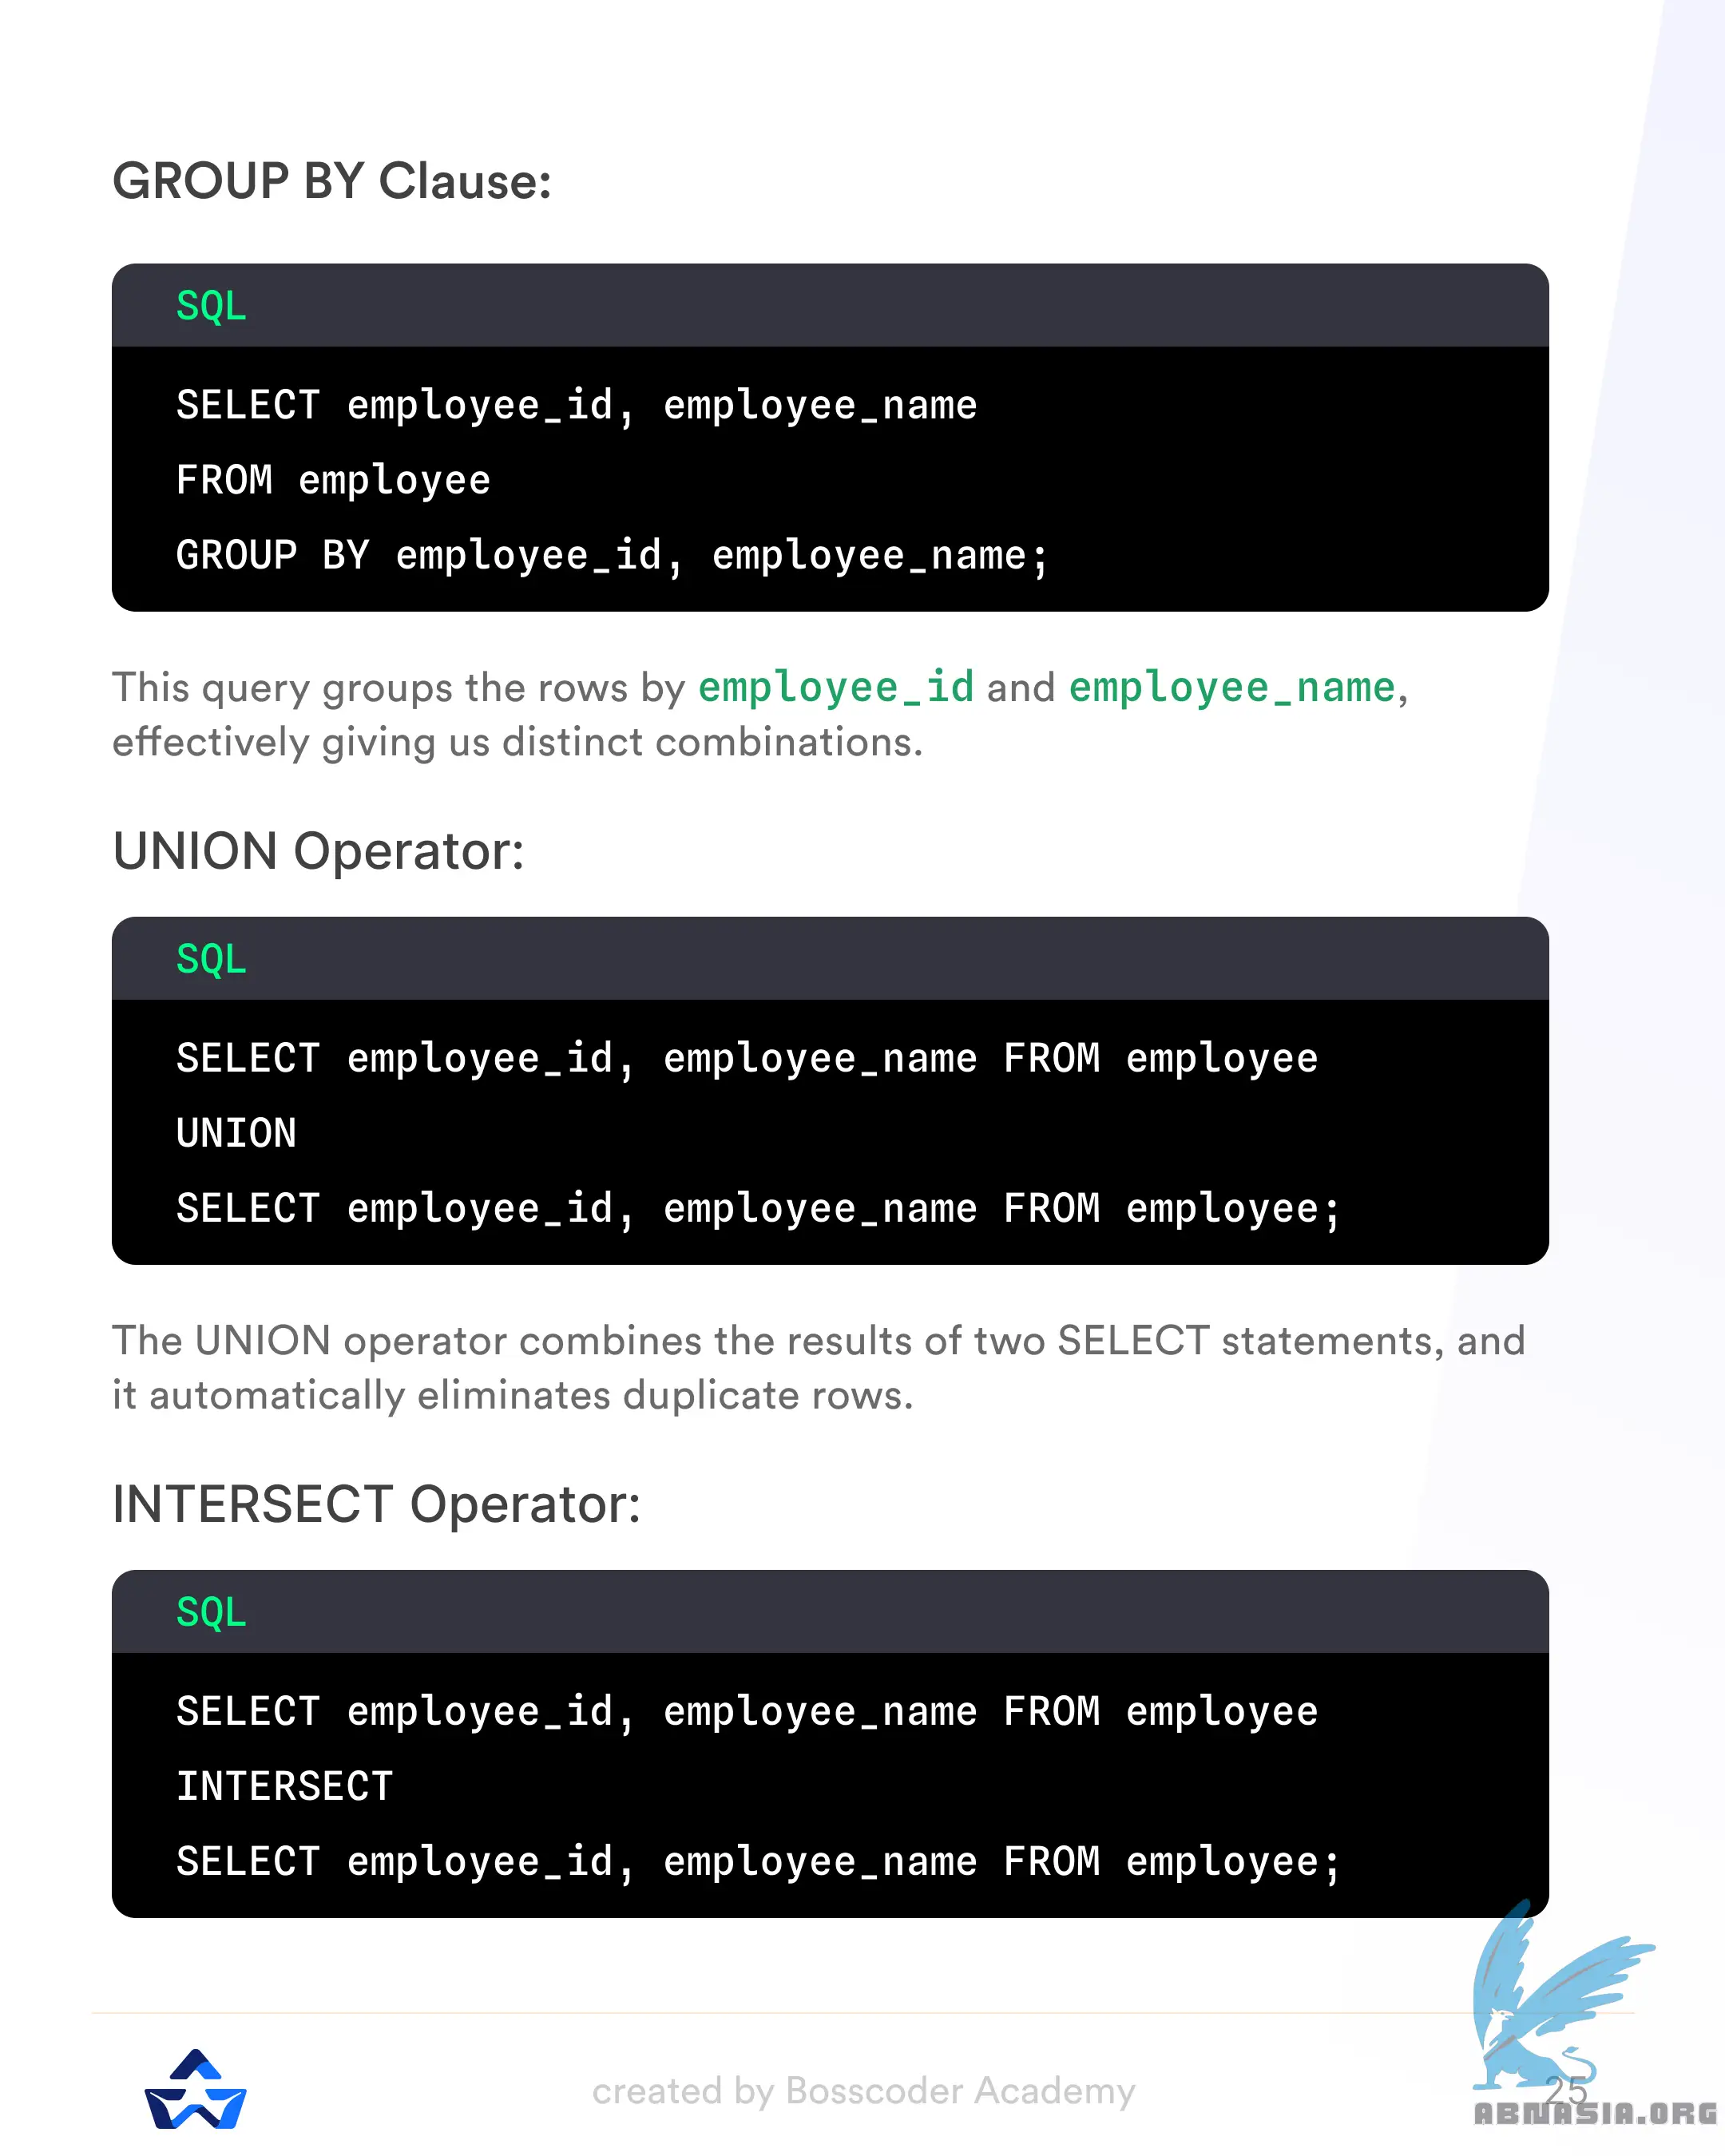 GROUP BY Clause:
SQL
SELECT employee_id, employee_name
FROM employee
GROUP BY employee_id, employee_name;
This query groups the rows by employee_id and employee_name,
effectively giving us distinct combinations.
UNION Operator:
SQL
SELECT employee_id, employee_name FROM employee
UNION
SELECT employee_id, employee_name FROM employee;
The UNION operator combines the results of two SELECT statements, and
it automatically eliminates duplicate rows.
INTERSECT Operator:
SQL
SELECT employee_id, employee_name FROM employee
INTERSECT
SELECT employee_id, employee_name FROM employee;
created by Bosscoder Academy
25
ABNASIA.ORG